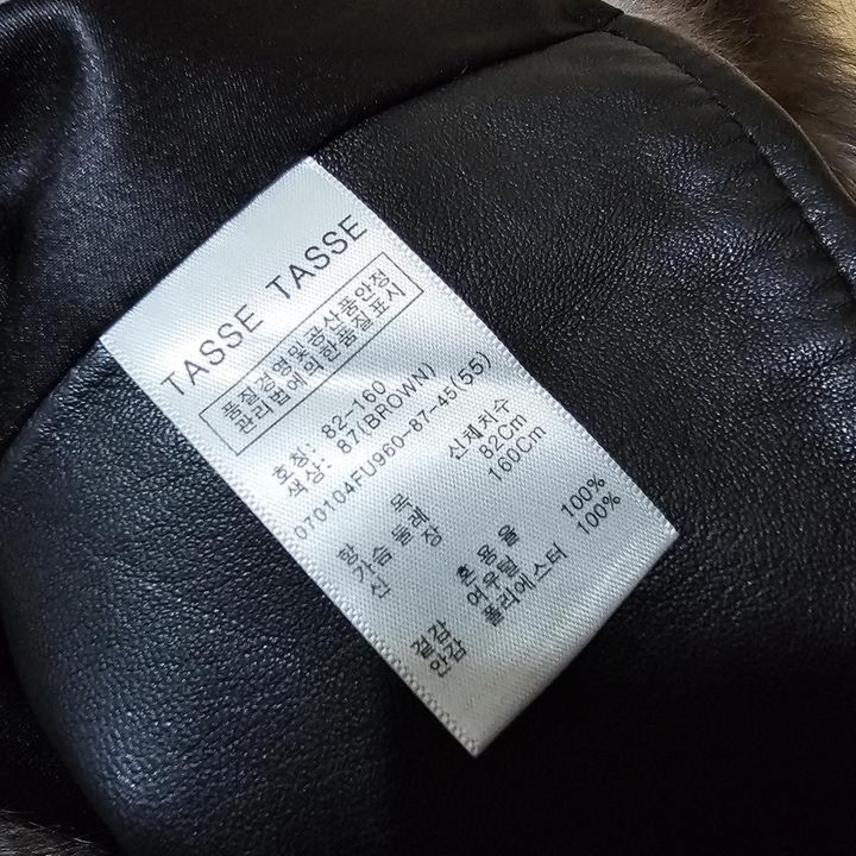 TASSE TASSE
품질경영및공산품안정
관리법에의한품질표시
호칭: 82-160
색상: 87(BROWN)
070104FU960-87-45(55)
항 목 신체치수
가슴둘레 82Cm
신 장 160Cm
혼용율
겉감 여우털 100%
안감 폴리에스터 100%